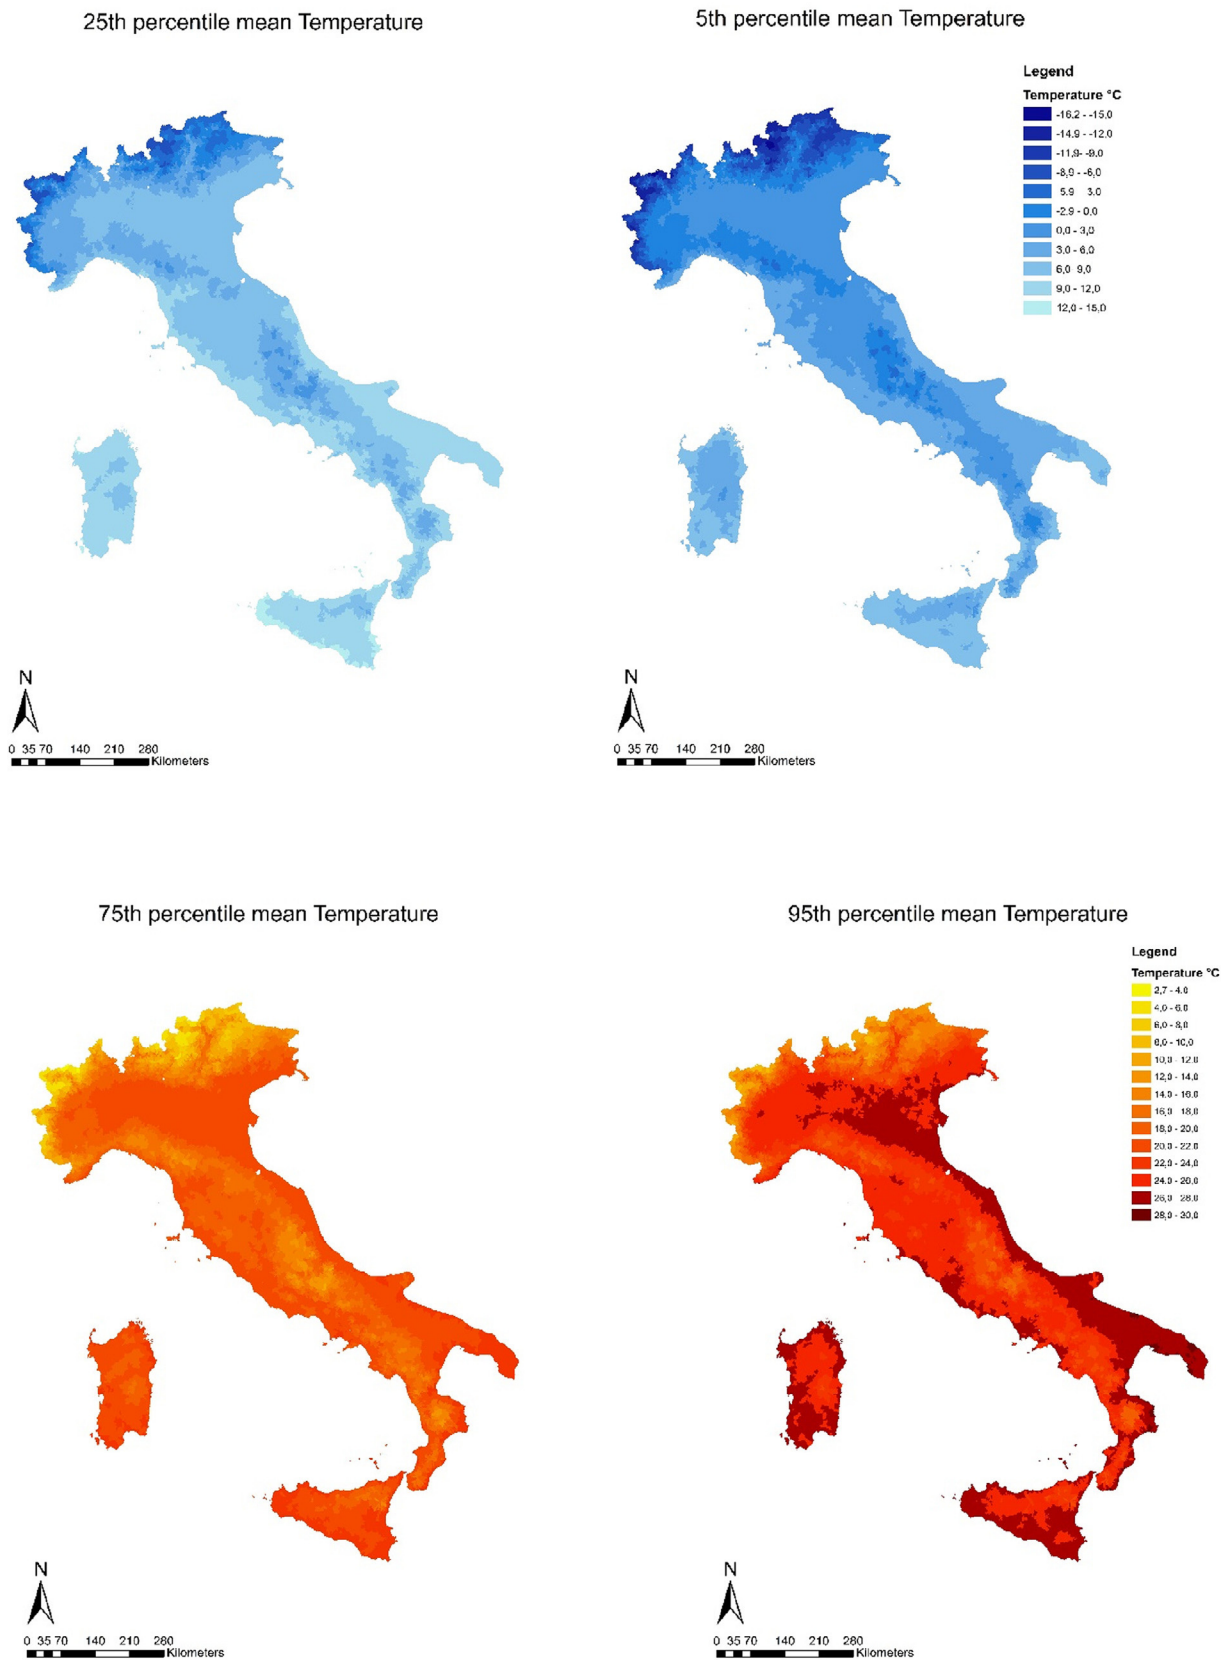 25th percentile mean Temperature
5th percentile mean Temperature
Legend
Temperature °C
-16,2 - -15,0
-14,9 - -12,0
-11,9- -9,0
-8,9 - -6,0
5,9 3,0
-2,9 - 0,0
0,0 - 3,0
3,0 - 6,0
6,0 9,0
9,0 - 12,0
12,0 - 15,0
N
0 35 70 140 210 280
Kilometers
N
0 35 70 140 210 280
Kilometers
75th percentile mean Temperature
95th percentile mean Temperature
Legend
Temperature °C
2,7 - 4,0
4,0 - 6,0
6,0 - 8,0
8,0 - 10,0
10,0 - 12,0
12,0 - 14,0
14,0 - 16,0
16,0 - 18,0
18,0 - 20,0
20,0 - 22,0
22,0 - 24,0
24,0 - 26,0
26,0 - 28,0
28,0 - 30,0
N
0 35 70 140 210 280
Kilometers
N
0 35 70 140 210 280
Kilometers